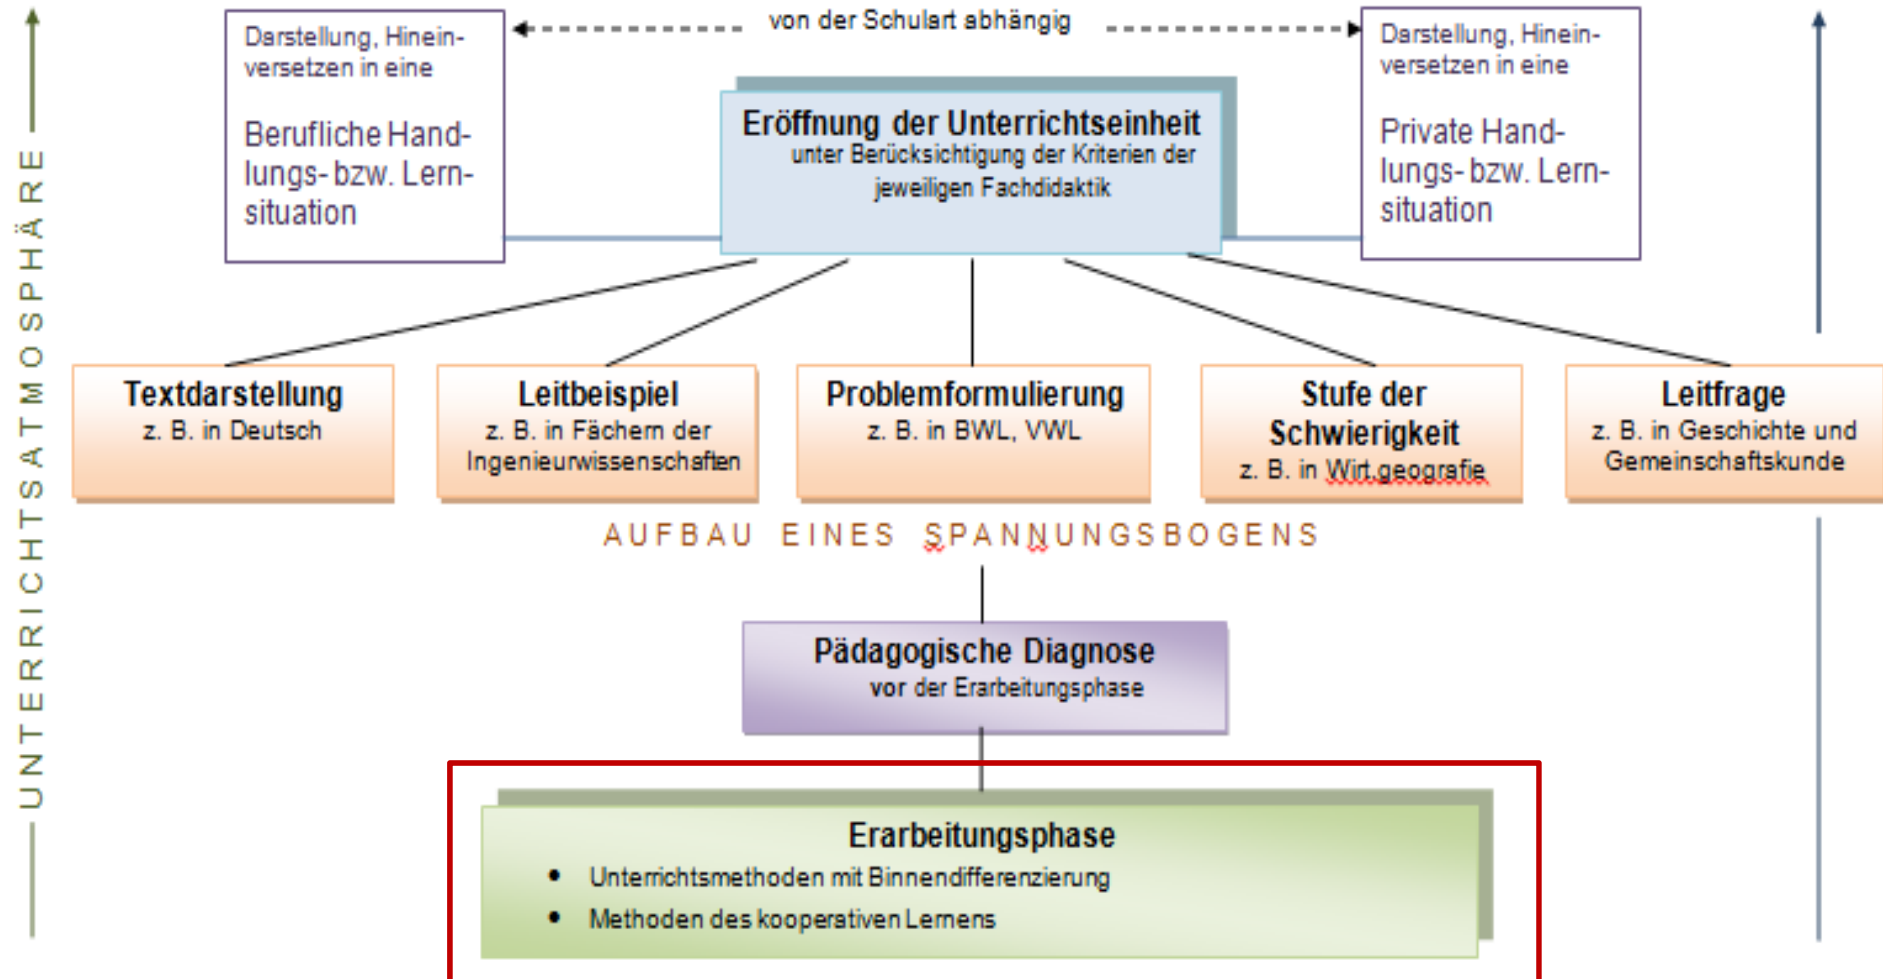 von der Schulart abhängig
Darstellung, Hinein-
versetzen in eine
Berufliche Hand-
lungs- bzw. Lern-
situation
Eröffnung der Unterrichtseinheit
unter Berücksichtigung der Kriterien der
jeweiligen Fachdidaktik
Darstellung, Hinein-
versetzen in eine
Private Hand-
lungs- bzw. Lern-
situation
UNTERRICHTSATMOSPHÄRE
Textdarstellung
z. B. in Deutsch
Leitbeispiel
z. B. in Fächern der
Ingenieurwissenschaften
Problemformulierung
z. B. in BWL, VWL
Stufe der
Schwierigkeit
z. B. in Wirt.geografie
Leitfrage
z. B. in Geschichte und
Gemeinschaftskunde
AUFBAU EINES SPANNUNGSBOGENS
Pädagogische Diagnose
vor der Erarbeitungsphase
Erarbeitungsphase
• Unterrichtsmethoden mit Binnendifferenzierung
• Methoden des kooperativen Lernens